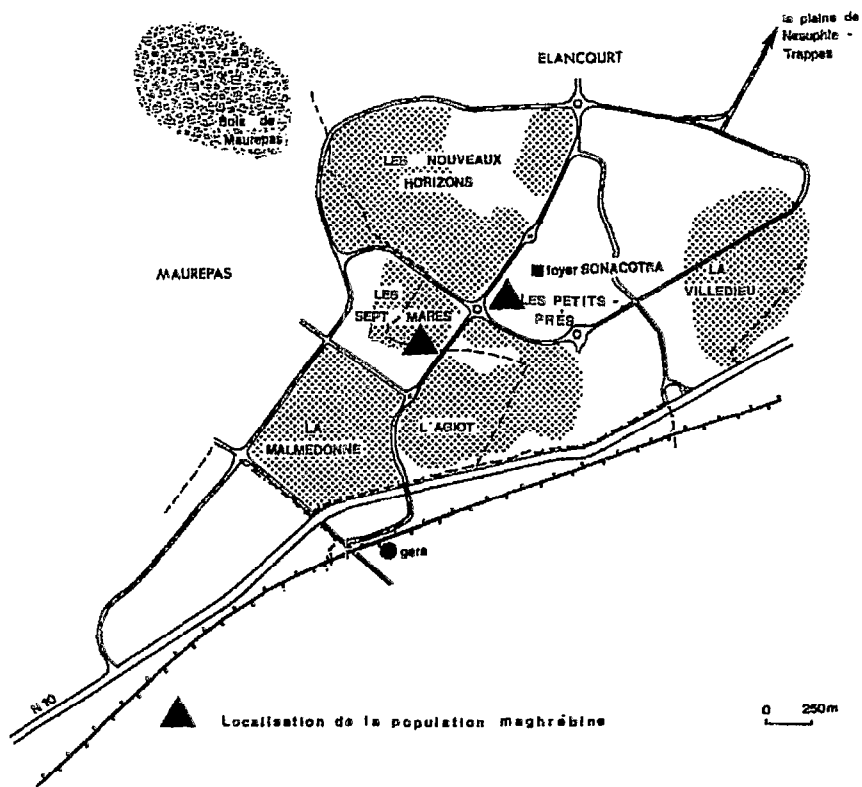 la plaine de
Neauphle -
Trappes
ELANCOURT
Bois de
Maurepas
LES NOUVEAUX
HORIZONS
MAUREPAS
foyer SONACOTRA
LA
VILLEDIEU
LES
SEPT MARES
LES PETITS -
PRES
LA
MALMEDONNE
L'AGIOT
gare
N 10
Localisation de la population maghrébine
0 250m